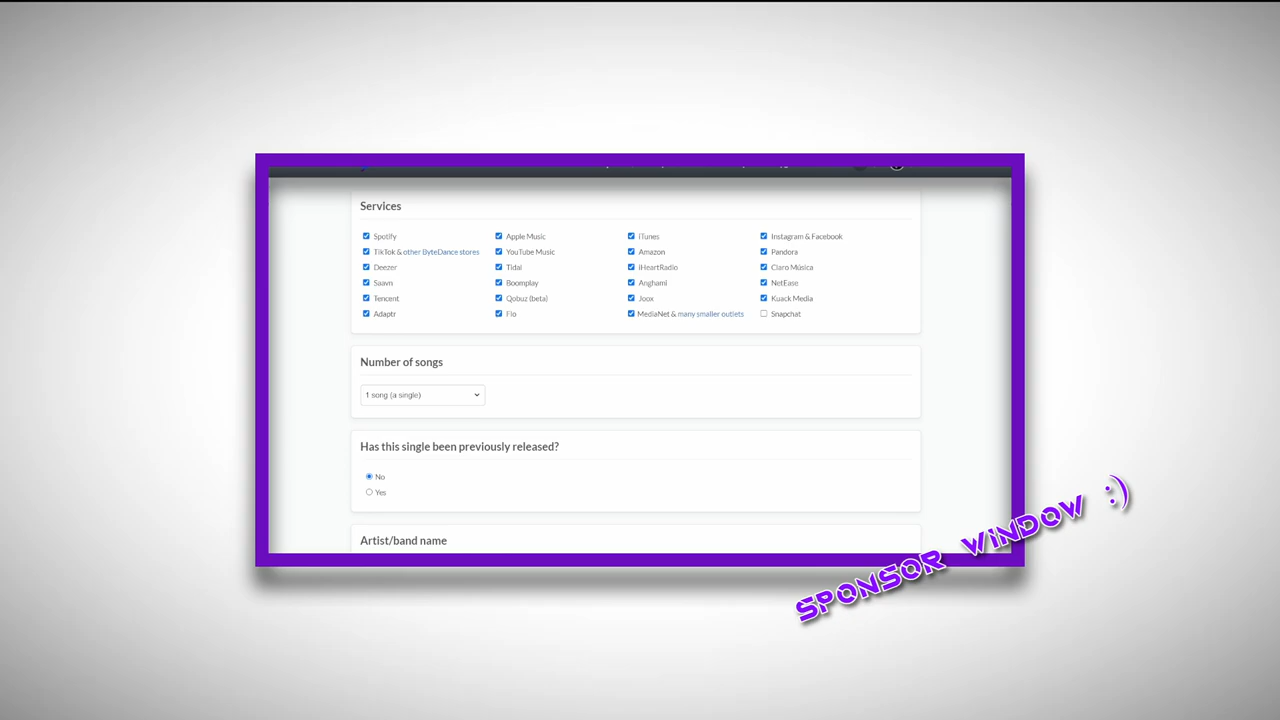 Services
Spotify Apple Music iTunes Instagram & Facebook
TikTok & other ByteDance stores YouTube Music Amazon Pandora
Deezer Tidal iHeartRadio Claro Música
Saavn Boomplay Anghami NetEase
Tencent Qobuz (beta) Joox Kuack Media
Adaptr Flo MediaNet & many smaller outlets Snapchat
Number of songs
1 song (a single)
Has this single been previously released?
No
Yes
Artist/band name
SPONSOR WINDOW :)